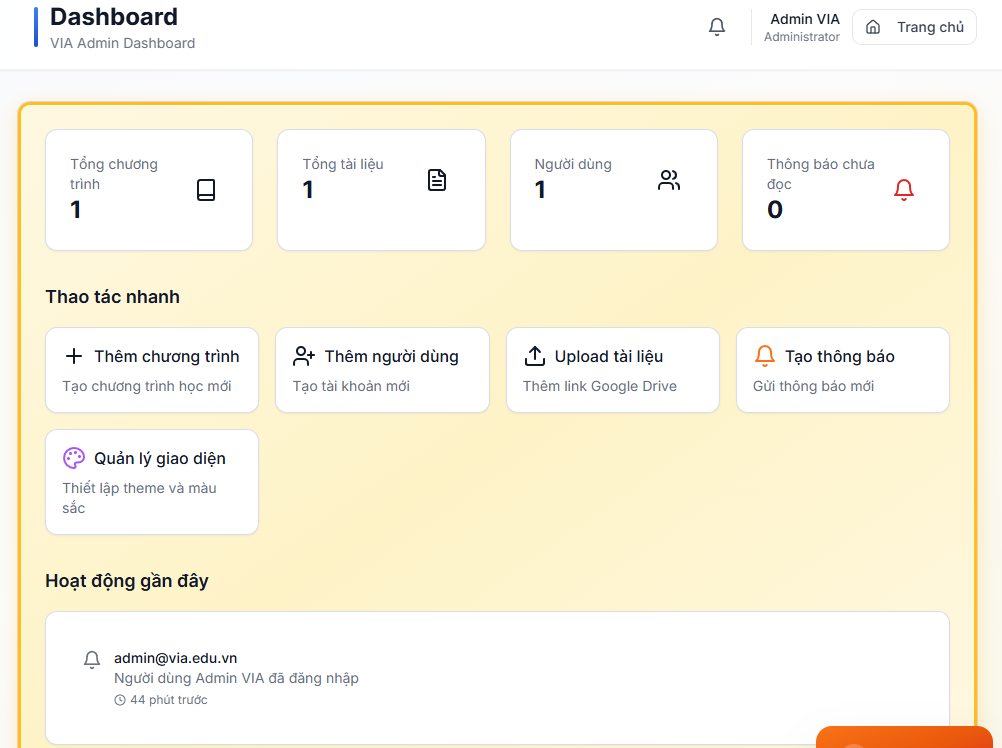 Dashboard
VIA Admin Dashboard
Admin VIA
Administrator
Trang chủ
Tổng chương
trình
1
Tổng tài liệu
1
Người dùng
1
Thông báo chưa
đọc
0
Thao tác nhanh
Thêm chương trình
Tạo chương trình học mới
Thêm người dùng
Tạo tài khoản mới
Upload tài liệu
Thêm link Google Drive
Tạo thông báo
Gửi thông báo mới
Quản lý giao diện
Thiết lập theme và màu
sắc
Hoạt động gần đây
admin@via.edu.vn
Người dùng Admin VIA đã đăng nhập
44 phút trước